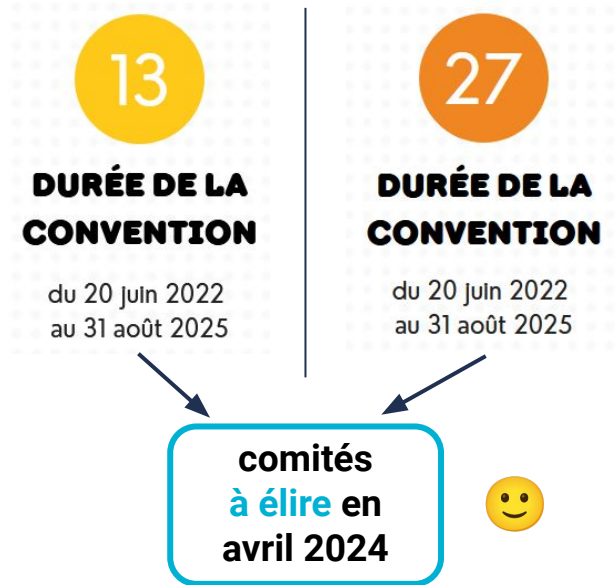 13
DURÉE DE LA
CONVENTION
du 20 juin 2022
au 31 août 2025
27
DURÉE DE LA
CONVENTION
du 20 juin 2022
au 31 août 2025
comités
à élire en
avril 2024